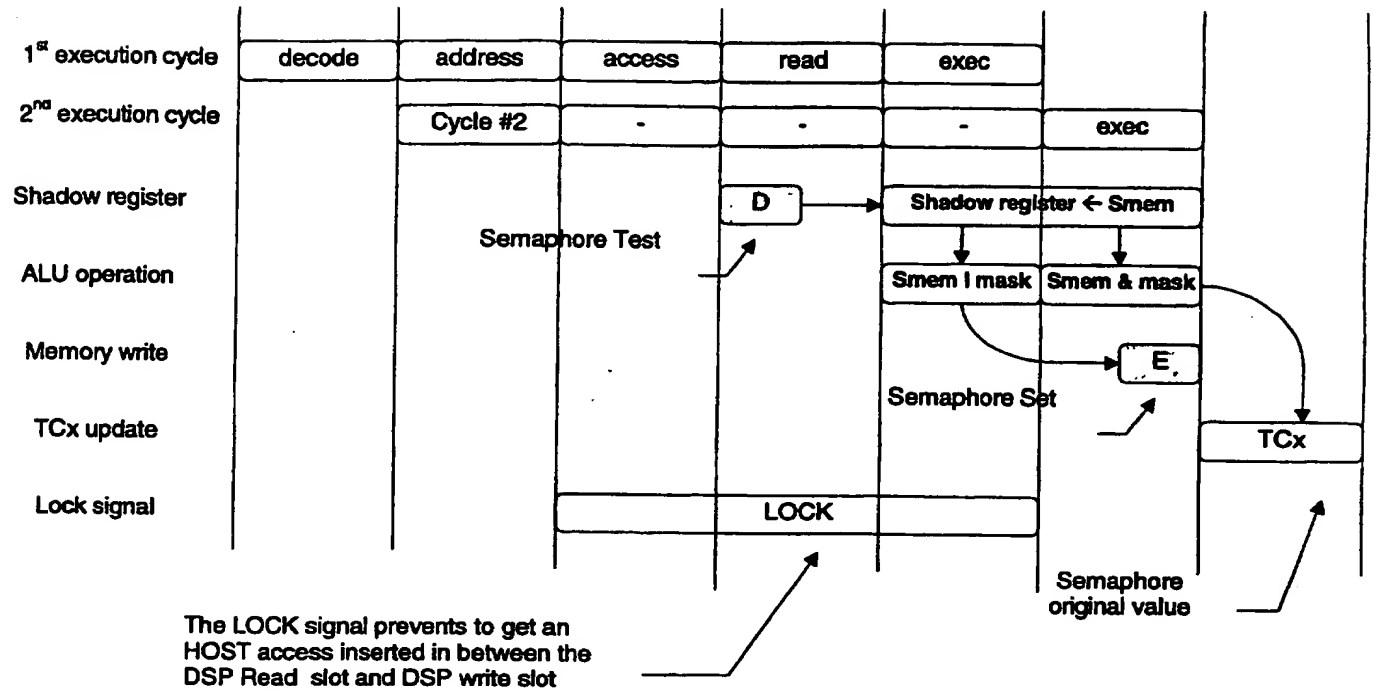 1st execution cycle decode address access read exec
2nd execution cycle Cycle #2 - - - exec
Shadow register D Shadow register ← Smem
Semaphore Test
ALU operation Smem | mask Smem & mask
Memory write E
Semaphore Set
TCx update TCx
Lock signal LOCK
Semaphore
original value
The LOCK signal prevents to get an
HOST access inserted in between the
DSP Read slot and DSP write slot